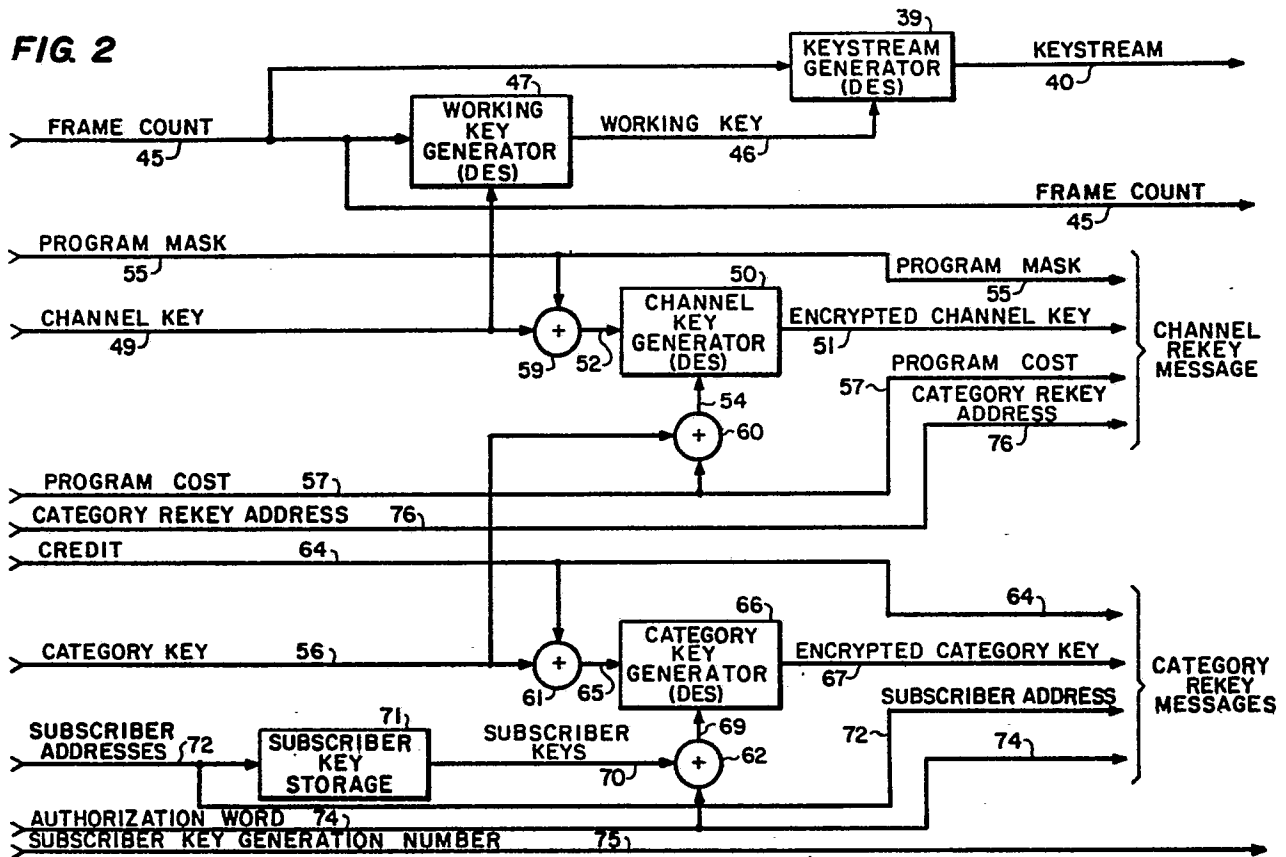 FIG. 2
39
KEYSTREAM
GENERATOR
(DES)
KEYSTREAM
40
47
WORKING
KEY
GENERATOR
(DES)
FRAME COUNT
45
WORKING KEY
46
FRAME COUNT
45
PROGRAM MASK
55
PROGRAM MASK
55
CHANNEL KEY
49
+
59
52
50
CHANNEL
KEY
GENERATOR
(DES)
ENCRYPTED CHANNEL KEY
51
CHANNEL
REKEY
MESSAGE
57
PROGRAM COST
54
CATEGORY REKEY
ADDRESS
76
+
60
PROGRAM COST 57
CATEGORY REKEY ADDRESS 76
CREDIT 64
64
66
CATEGORY
KEY
GENERATOR
(DES)
CATEGORY KEY 56
+
61
65
ENCRYPTED CATEGORY KEY
67
CATEGORY
REKEY
MESSAGES
SUBSCRIBER ADDRESS
72
69
SUBSCRIBER
ADDRESSES 72
71
SUBSCRIBER
KEY
STORAGE
SUBSCRIBER
KEYS
70
+
62
74
AUTHORIZATION WORD 74
SUBSCRIBER KEY GENERATION NUMBER 75